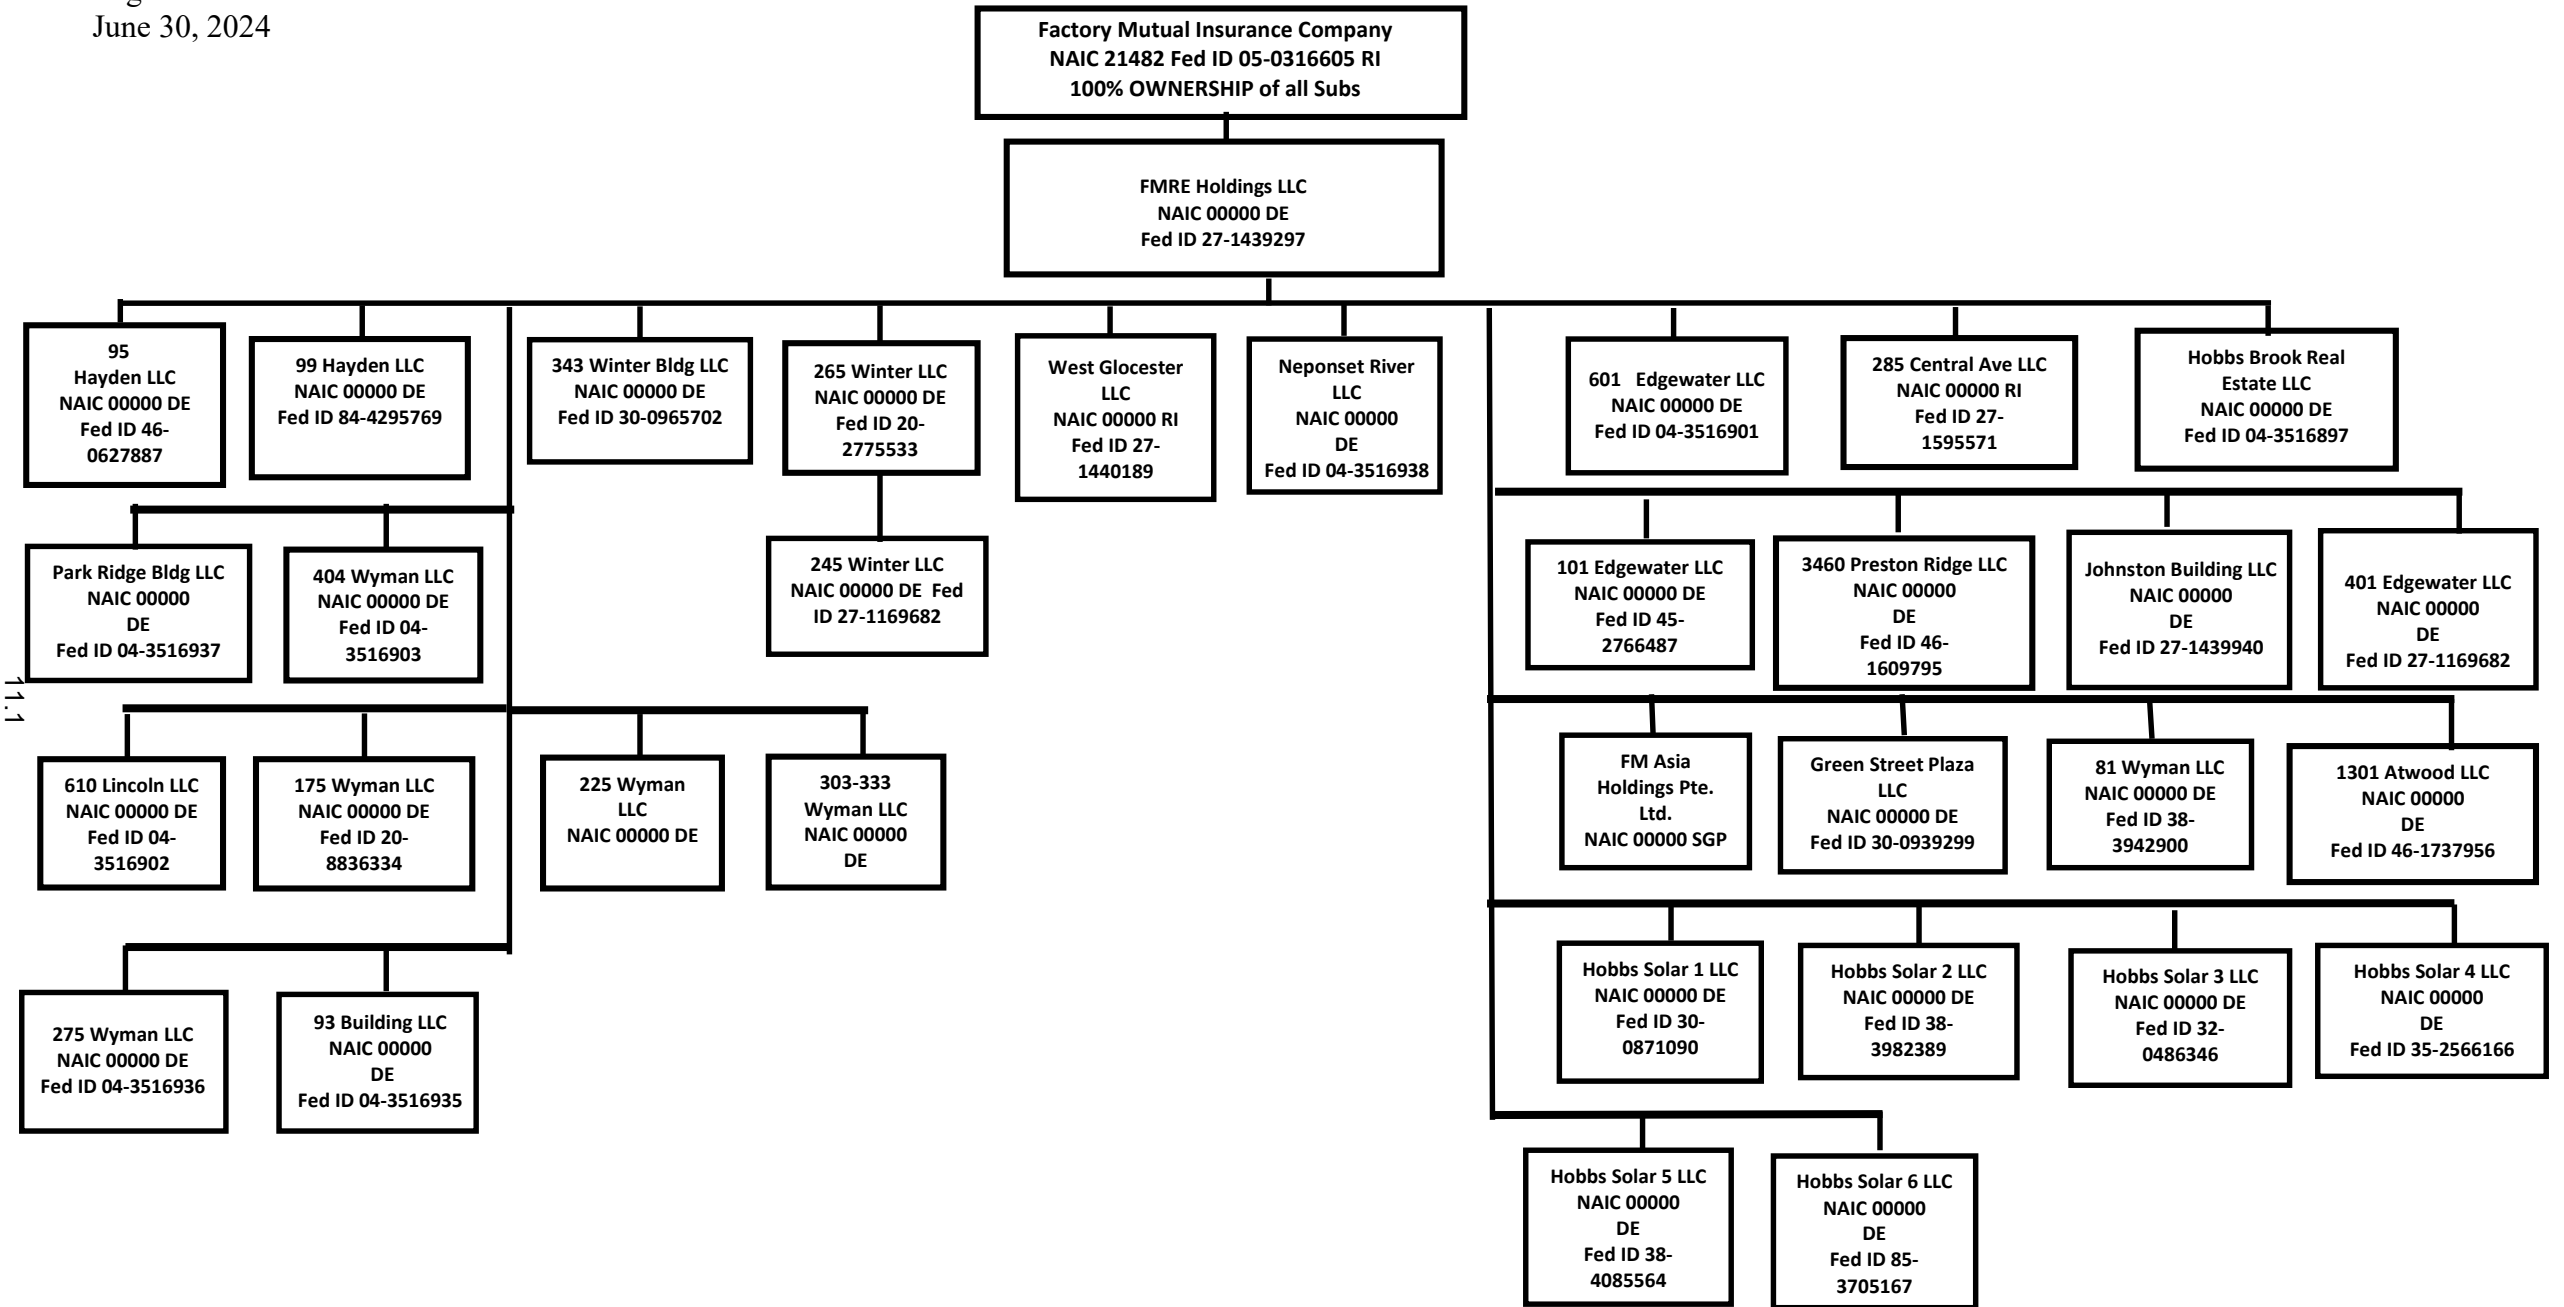 June 30, 2024
Factory Mutual Insurance Company
NAIC 21482 Fed ID 05-0316605 RI
100% OWNERSHIP of all Subs
FMRE Holdings LLC
NAIC 00000 DE
Fed ID 27-1439297
95
Hayden LLC
NAIC 00000 DE
Fed ID 46-
0627887
99 Hayden LLC
NAIC 00000 DE
Fed ID 84-4295769
343 Winter Bldg LLC
NAIC 00000 DE
Fed ID 30-0965702
265 Winter LLC
NAIC 00000 DE
Fed ID 20-
2775533
West Glocester
LLC
NAIC 00000 RI
Fed ID 27-
1440189
Neponset River
LLC
NAIC 00000
DE
Fed ID 04-3516938
601 Edgewater LLC
NAIC 00000 DE
Fed ID 04-3516901
285 Central Ave LLC
NAIC 00000 RI
Fed ID 27-
1595571
Hobbs Brook Real
Estate LLC
NAIC 00000 DE
Fed ID 04-3516897
Park Ridge Bldg LLC
NAIC 00000
DE
Fed ID 04-3516937
404 Wyman LLC
NAIC 00000 DE
Fed ID 04-
3516903
245 Winter LLC
NAIC 00000 DE Fed
ID 27-1169682
101 Edgewater LLC
NAIC 00000 DE
Fed ID 45-
2766487
3460 Preston Ridge LLC
NAIC 00000
DE
Fed ID 46-
1609795
Johnston Building LLC
NAIC 00000
DE
Fed ID 27-1439940
401 Edgewater LLC
NAIC 00000
DE
Fed ID 27-1169682
11.1
610 Lincoln LLC
NAIC 00000 DE
Fed ID 04-
3516902
175 Wyman LLC
NAIC 00000 DE
Fed ID 20-
8836334
225 Wyman
LLC
NAIC 00000 DE
303-333
Wyman LLC
NAIC 00000
DE
FM Asia
Holdings Pte.
Ltd.
NAIC 00000 SGP
Green Street Plaza
LLC
NAIC 00000 DE
Fed ID 30-0939299
81 Wyman LLC
NAIC 00000 DE
Fed ID 38-
3942900
1301 Atwood LLC
NAIC 00000
DE
Fed ID 46-1737956
275 Wyman LLC
NAIC 00000 DE
Fed ID 04-3516936
93 Building LLC
NAIC 00000
DE
Fed ID 04-3516935
Hobbs Solar 1 LLC
NAIC 00000 DE
Fed ID 30-
0871090
Hobbs Solar 2 LLC
NAIC 00000 DE
Fed ID 38-
3982389
Hobbs Solar 3 LLC
NAIC 00000 DE
Fed ID 32-
0486346
Hobbs Solar 4 LLC
NAIC 00000
DE
Fed ID 35-2566166
Hobbs Solar 5 LLC
NAIC 00000
DE
Fed ID 38-
4085564
Hobbs Solar 6 LLC
NAIC 00000
DE
Fed ID 85-
3705167